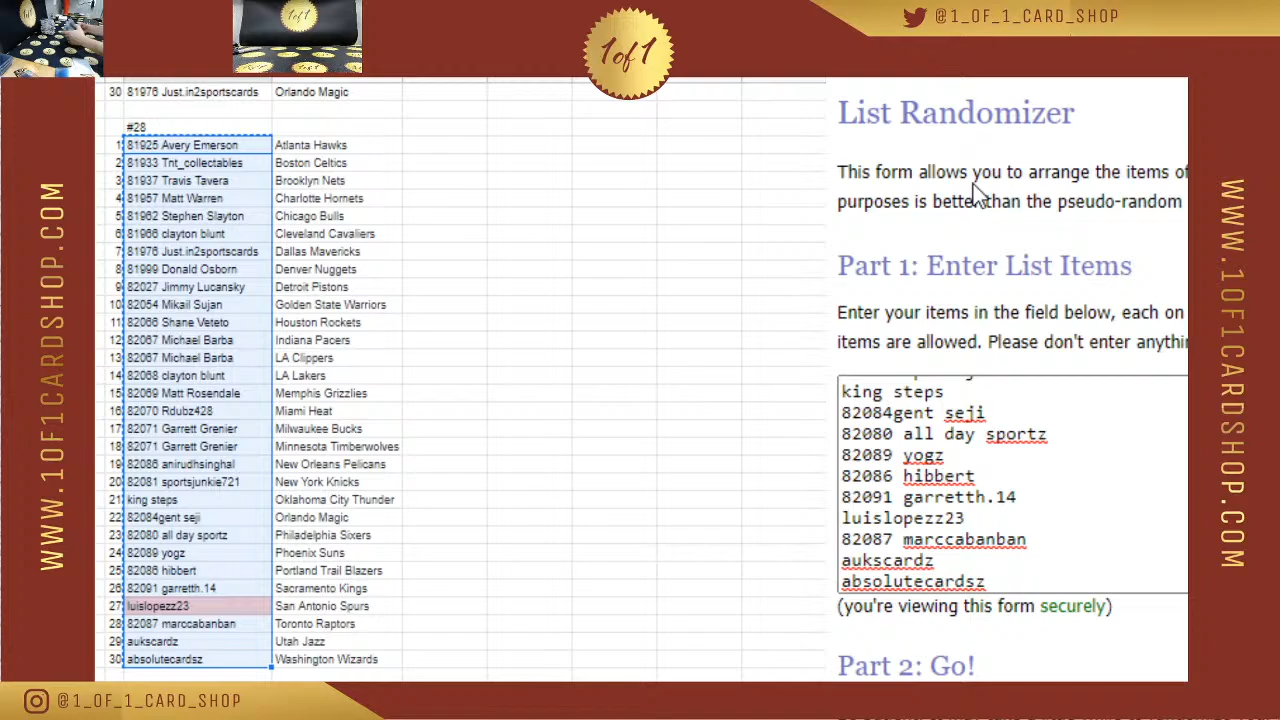 1of1
@1_OF_1_CARD_SHOP
1of1
30 81976 Just.in2sportscards Orlando Magic
#28
1 81925 Avery Emerson Atlanta Hawks
2 81933 Tnt_collectables Boston Celtics
3 81937 Travis Tavera Brooklyn Nets
4 81957 Matt Warren Charlotte Hornets
5 81962 Stephen Slayton Chicago Bulls
6 81966 clayton blunt Cleveland Cavaliers
7 81976 Just.in2sportscards Dallas Mavericks
8 81999 Donald Osborn Denver Nuggets
9 82027 Jimmy Lucansky Detroit Pistons
10 82054 Mikail Sujan Golden State Warriors
11 82066 Shane Veteto Houston Rockets
12 82067 Michael Barba Indiana Pacers
13 82067 Michael Barba LA Clippers
14 82068 clayton blunt LA Lakers
15 82069 Matt Rosendale Memphis Grizzlies
16 82070 Rdubz428 Miami Heat
17 82071 Garrett Grenier Milwaukee Bucks
18 82071 Garrett Grenier Minnesota Timberwolves
19 82086 anirudhsinghal New Orleans Pelicans
20 82081 sportsjunkie721 New York Knicks
21 king steps Oklahoma City Thunder
22 82084gent seji Orlando Magic
23 82080 all day sportz Philadelphia Sixers
24 82089 yogz Phoenix Suns
25 82086 hibbert Portland Trail Blazers
26 82091 garretth.14 Sacramento Kings
27 luislopezz23 San Antonio Spurs
28 82087 marccabanban Toronto Raptors
29 aukscardz Utah Jazz
30 absolutecardsz Washington Wizards
List Randomizer
This form allows you to arrange the items of
purposes is better than the pseudo-random
Part 1: Enter List Items
Enter your items in the field below, each on
items are allowed. Please don't enter anythin
king steps
82084gent seji
82080 all day sportz
82089 yogz
82086 hibbert
82091 garretth.14
luislopezz23
82087 marccabanban
aukscardz
absolutecardsz
(you're viewing this form securely)
Part 2: Go!
WWW.1OF1CARDSHOP.COM
WWW.1OF1CARDSHOP.COM
@1_OF_1_CARD_SHOP